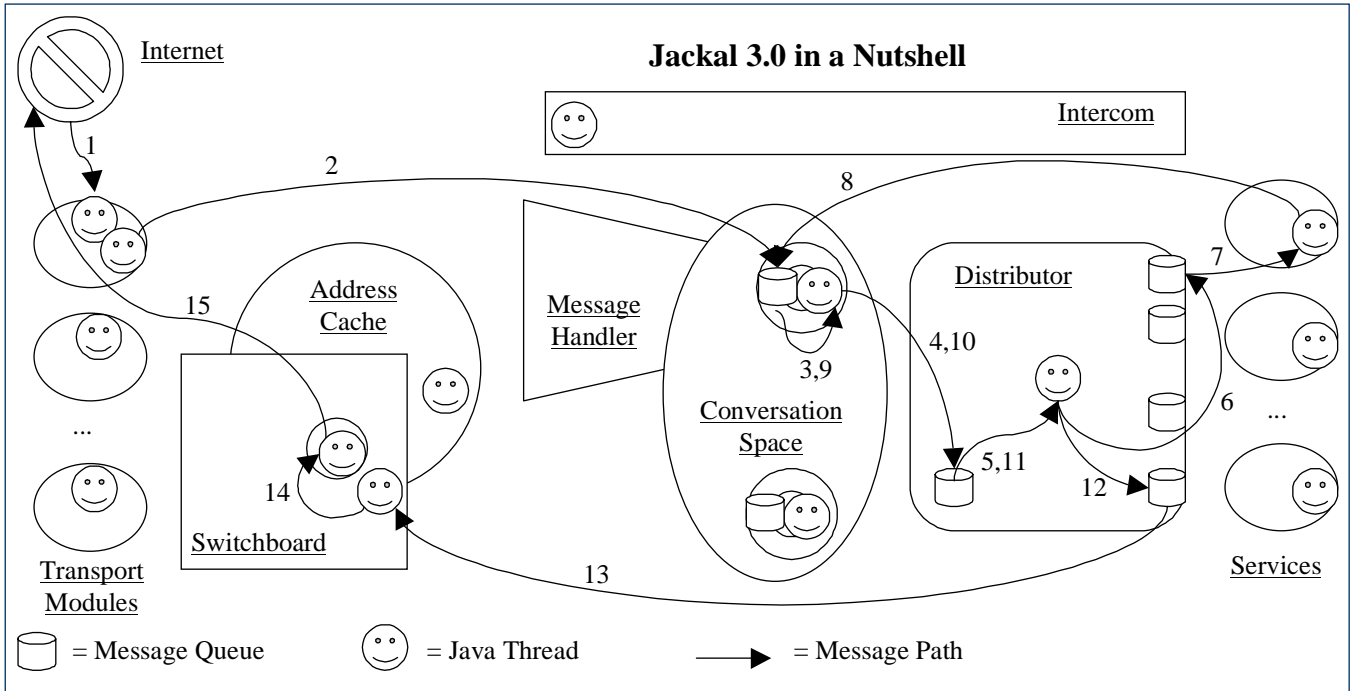 Jackal 3.0 in a Nutshell
Internet
Intercom
1
2
8
7
15
Address
Cache
Message
Handler
Distributor
4,10
3,9
6
...
...
Conversation
Space
5,11
12
14
Switchboard
13
Transport
Modules
Services
= Message Queue
= Java Thread
= Message Path